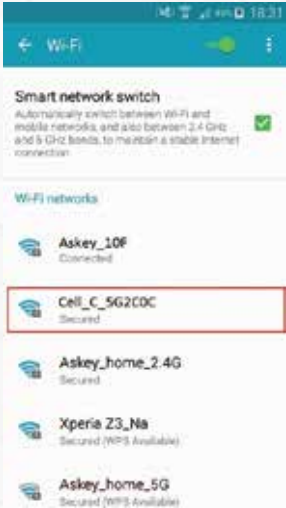 18:31
Wi-Fi
Smart network switch
Automatically switch between Wi-Fi and
mobile networks, and also between 2.4 GHz
and 5 GHz bands, to maintain a stable Internet
connection.
Wi-Fi networks
Askey_10F
Connected
Cell_C_5G2C0C
Secured
Askey_home_2.4G
Secured
Xperia Z3_Na
Secured (WPS Available)
Askey_home_5G
Secured (WPS Available)